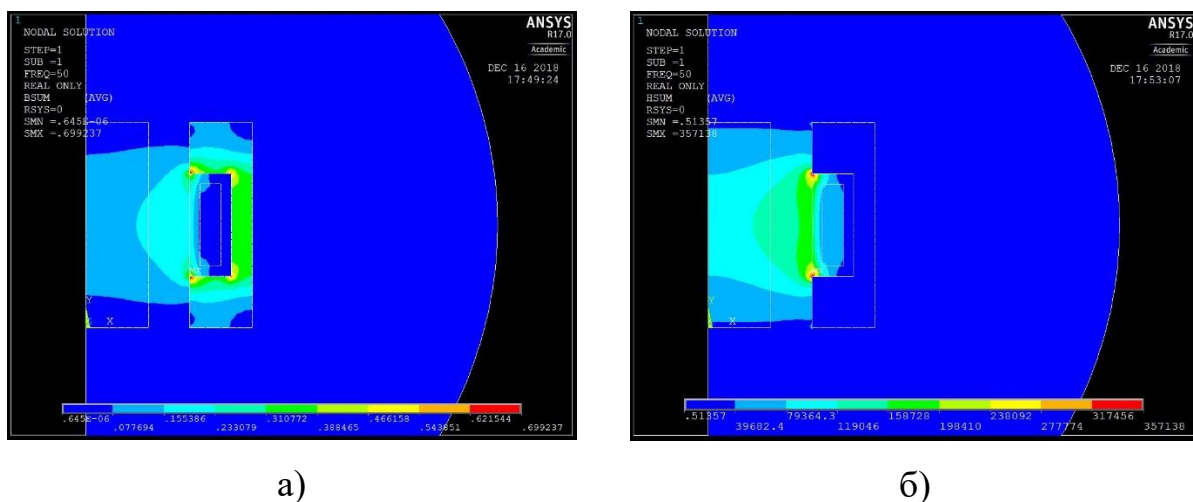 1
NODAL SOLUTION
STEP=1
SUB =1
FREQ=50
REAL ONLY
BSUM (AVG)
RSYS=0
SMN =.645E-06
SMX =.699237
ANSYS
R17.0
Academic
DEC 16 2018
17:49:24
Y
X
.645E-06
.077694
.155386
.233079
.310772
.388465
.466158
.543851
.621544
.699237
а)
1
NODAL SOLUTION
STEP=1
SUB =1
FREQ=50
REAL ONLY
HSUM (AVG)
RSYS=0
SMN =.51357
SMX =357138
ANSYS
R17.0
Academic
DEC 16 2018
17:53:07
Y
X
.51357
39682.4
79364.3
119046
158728
198410
238092
277774
317456
357138
б)